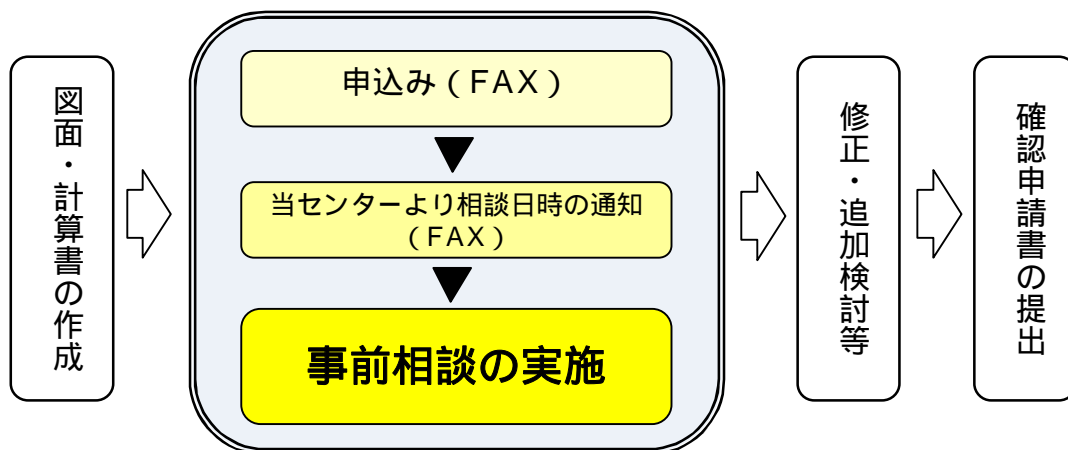 図面・計算書の作成
申込み（FAX）
当センターより相談日時の通知
（FAX）
事前相談の実施
修正・追加検討等
確認申請書の提出